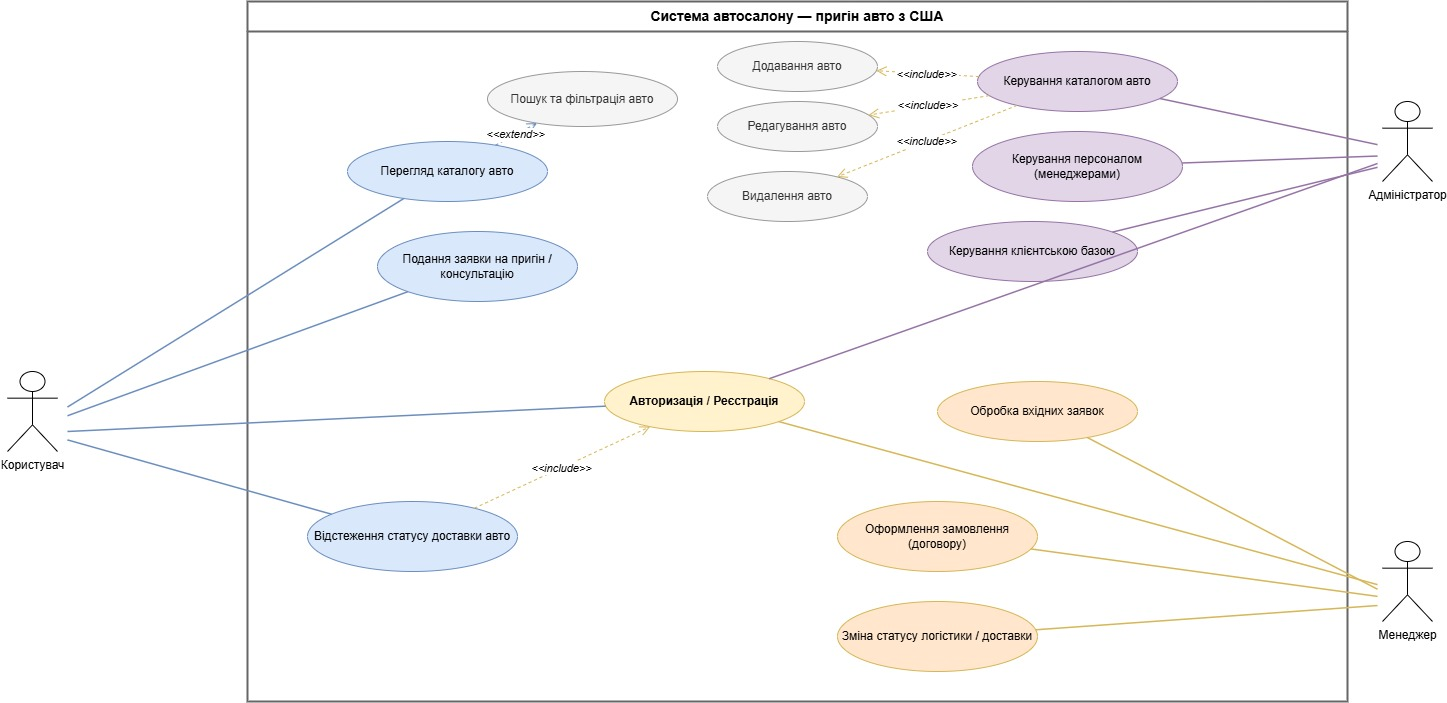 Система автосалону — пригін авто з США
Додавання авто
<<include>>
Керування каталогом авто
Пошук та фільтрація авто
<<include>>
Редагування авто
<<extend>>
<<include>>
Перегляд каталогу авто
Керування персоналом
(менеджерами)
Видалення авто
Адміністратор
Подання заявки на пригін /
консультацію
Керування клієнтською базою
Авторизація / Реєстрація
Обробка вхідних заявок
Користувач
<<include>>
Відстеження статусу доставки авто
Оформлення замовлення
(договору)
Зміна статусу логістики / доставки
Менеджер